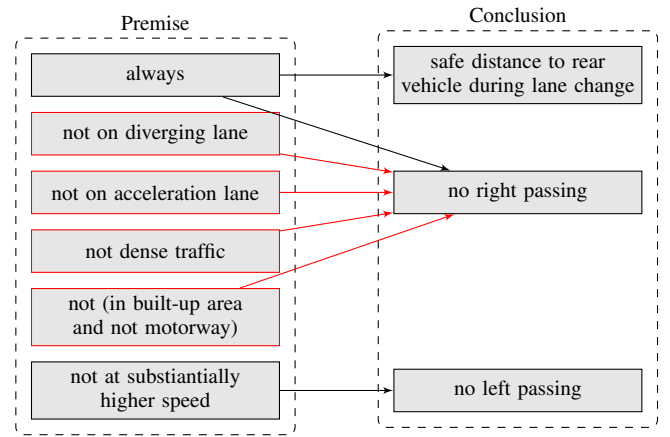 Premise
always
not on diverging lane
not on acceleration lane
not dense traffic
not (in built-up area
and not motorway)
not at substantially
higher speed
Conclusion
safe distance to rear
vehicle during lane change
no right passing
no left passing